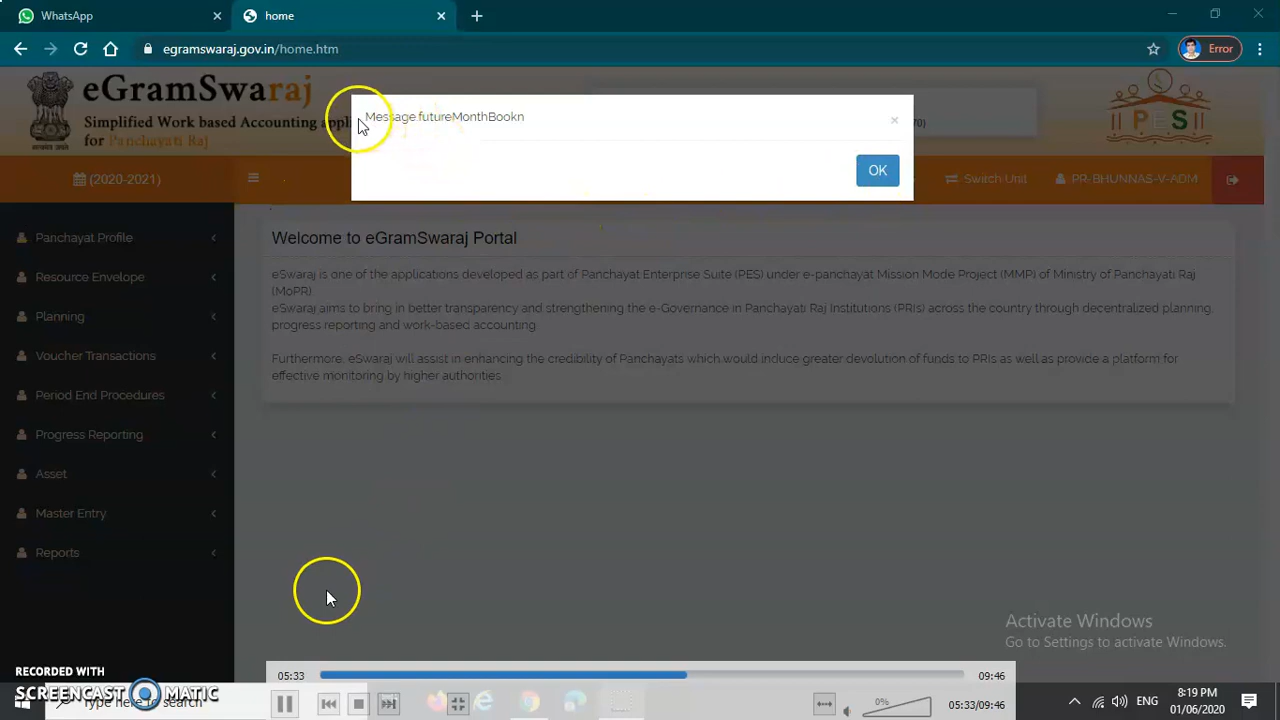 WhatsApp
home
egramswaraj.gov.in/home.htm
Error
eGramSwaraj
Simplified Work based Accounting appli
for Panchayati Raj
Message.futureMonthBookn
×
OK
70)
PES
(2020-2021)
Switch Unit
PR-BHUNNAS-V-ADM
Panchayat Profile
Resource Envelope
Planning
Voucher Transactions
Period End Procedures
Progress Reporting
Asset
Master Entry
Reports
Welcome to eGramSwaraj Portal
eSwaraj is one of the applications developed as part of Panchayat Enterprise Suite (PES) under e-panchayat Mission Mode Project (MMP) of Ministry of Panchayati Raj
(MoPR).
eSwaraj aims to bring in better transparency and strengthening the e-Governance in Panchayati Raj Institutions (PRIs) across the country through decentralized planning,
progress reporting and work-based accounting.
Furthermore, eSwaraj will assist in enhancing the credibility of Panchayats which would induce greater devolution of funds to PRIs as well as provide a platform for
effective monitoring by higher authorities.
Activate Windows
Go to Settings to activate Windows.
RECORDED WITH
SCREENCAST MATIC
Type here to search
05:33
09:46
0%
05:33/09:46
ENG
8:19 PM
01/06/2020